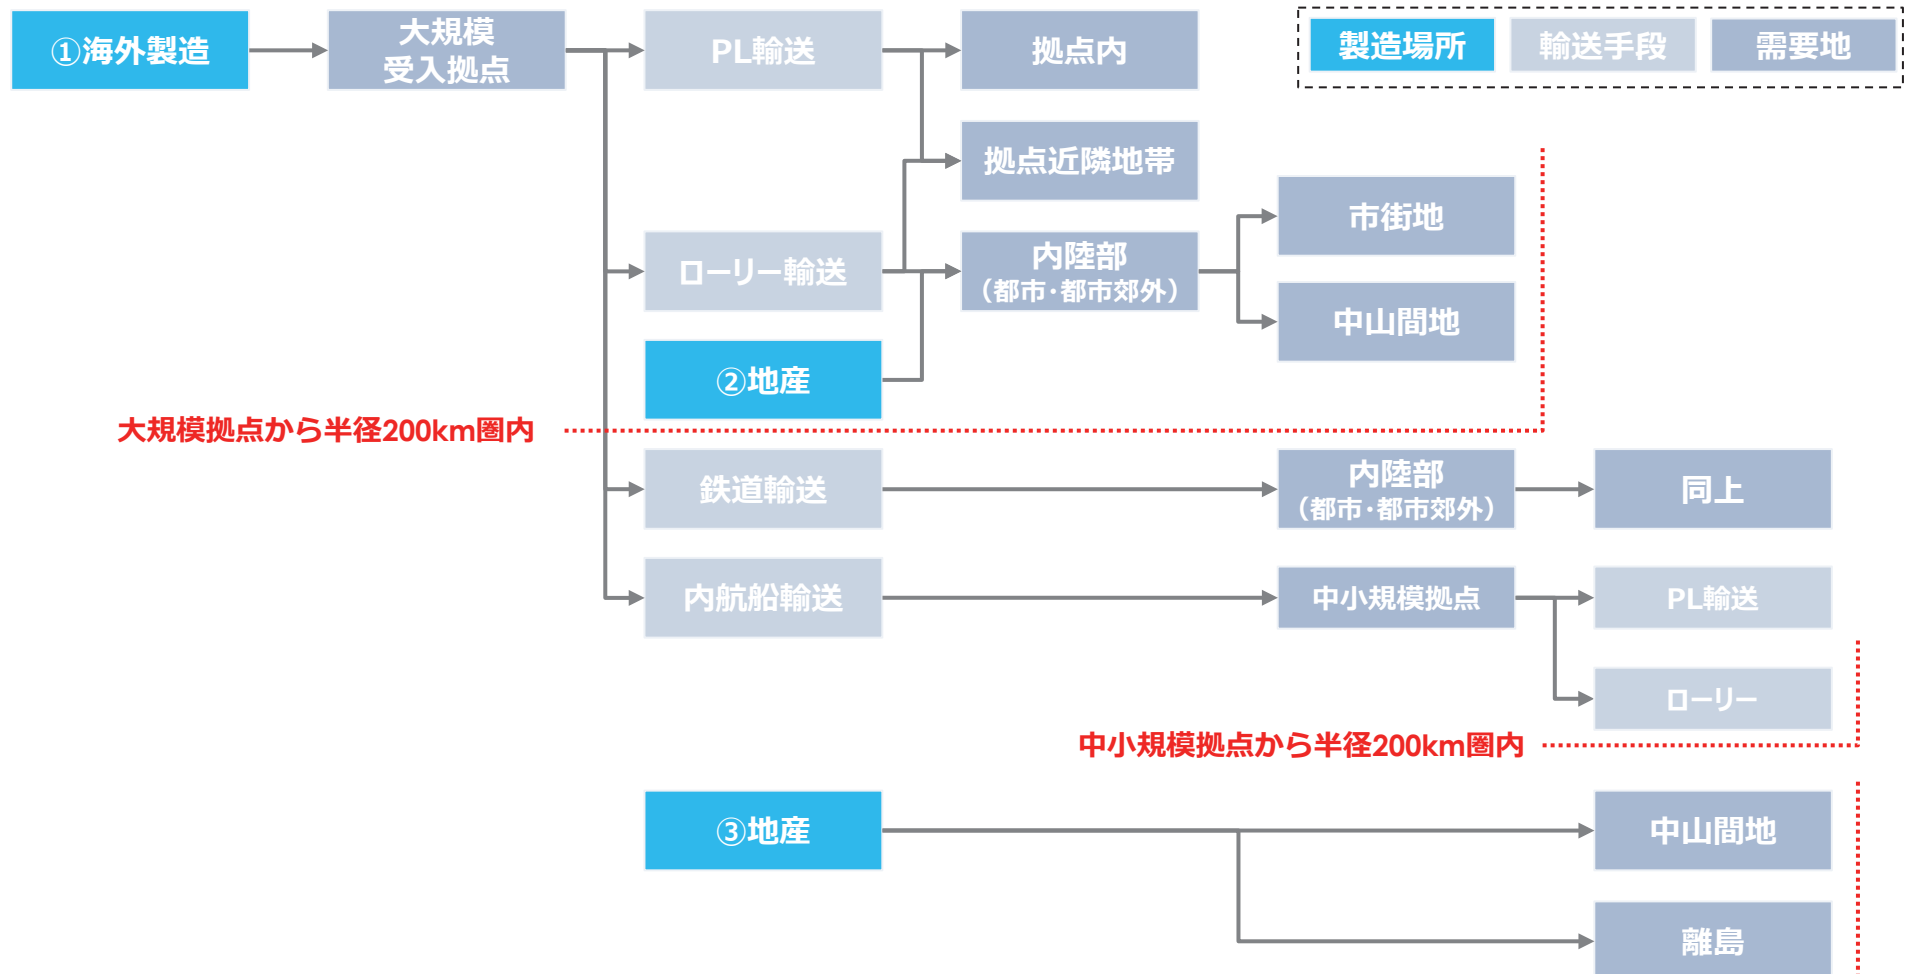 ①海外製造
大規模
受入拠点
PL輸送
拠点内
製造場所
輸送手段
需要地
拠点近隣地帯
市街地
ローリー輸送
内陸部
（都市・都市郊外）
中山間地
②地産
大規模拠点から半径200km圏内
鉄道輸送
内陸部
（都市・都市郊外）
同上
内航船輸送
中小規模拠点
PL輸送
ローリー
中小規模拠点から半径200km圏内
③地産
中山間地
離島